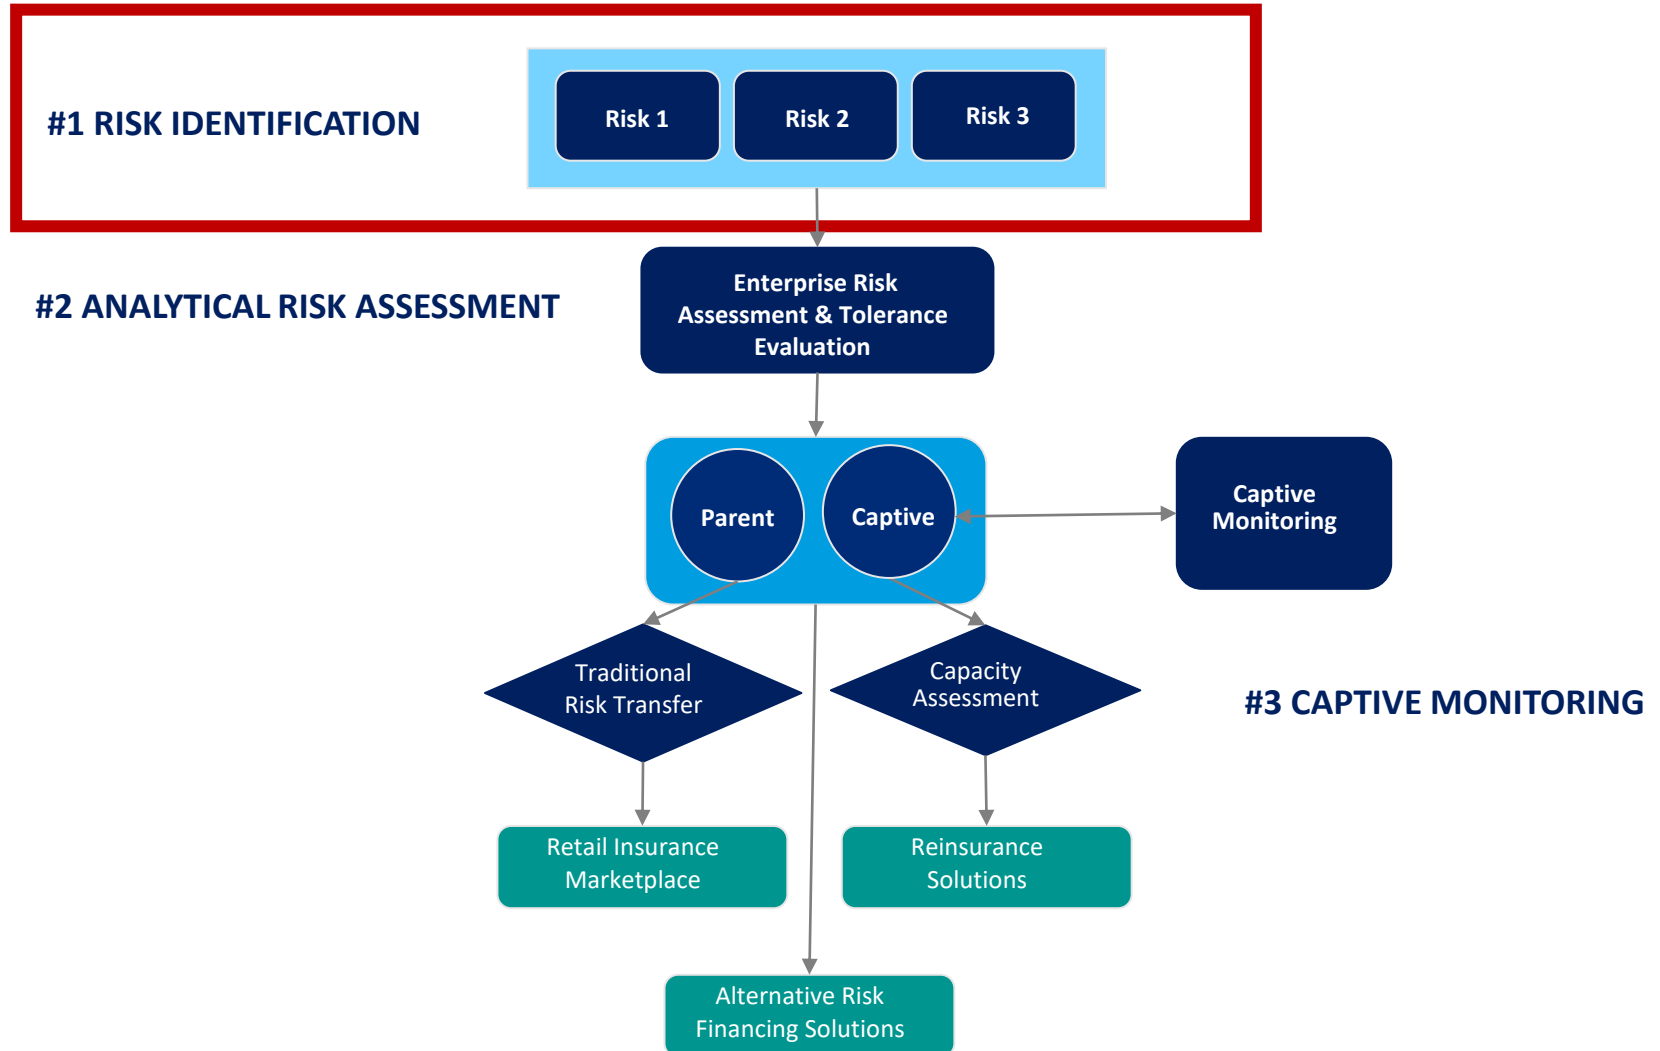 #1 RISK IDENTIFICATION
Risk 1
Risk 2
Risk 3
#2 ANALYTICAL RISK ASSESSMENT
Enterprise Risk
Assessment & Tolerance
Evaluation
Parent
Captive
Captive
Monitoring
Traditional
Risk Transfer
Capacity
Assessment
#3 CAPTIVE MONITORING
Retail Insurance
Marketplace
Reinsurance
Solutions
Alternative Risk
Financing Solutions